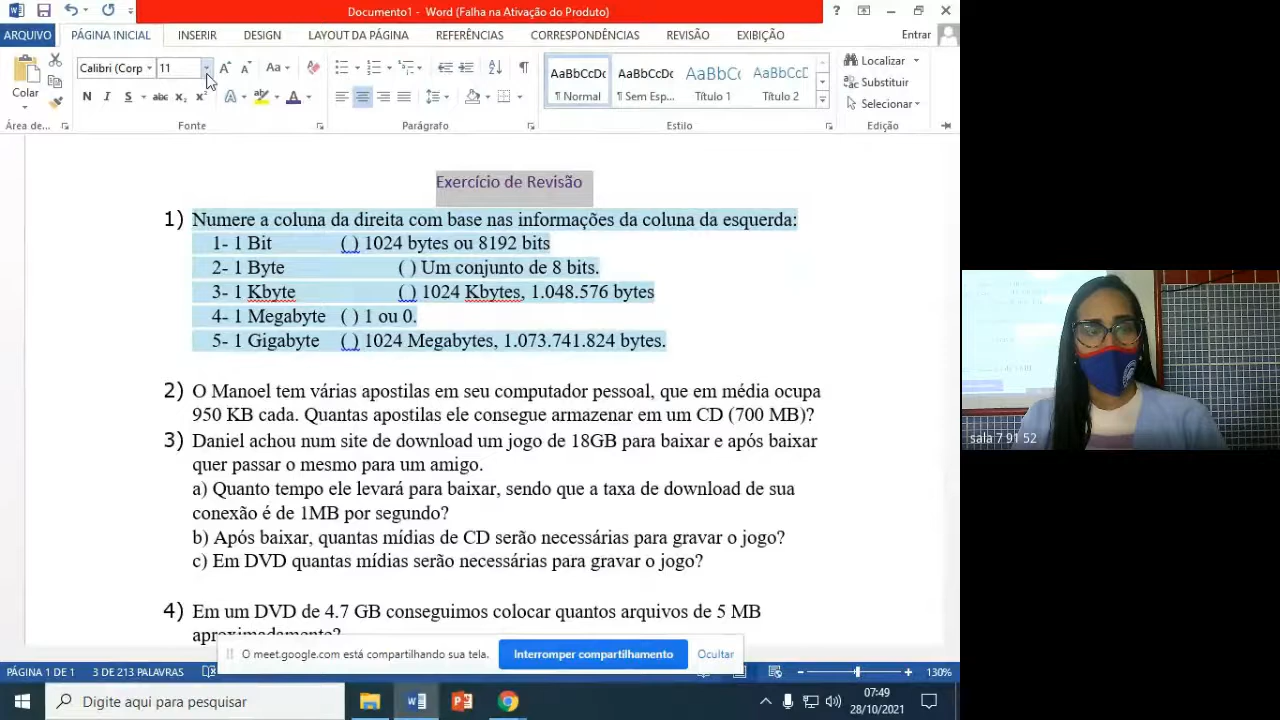 Documento1 - Word (Falha na Ativação do Produto)
ARQUIVO PÁGINA INICIAL INSERIR DESIGN LAYOUT DA PÁGINA REFERÊNCIAS CORRESPONDÊNCIAS REVISÃO EXIBIÇÃO Entrar
Calibri (Corp 11 Aa
Colar
N I S abc x₂ x² A A
AaBbCcDc AaBbCcDc AaBbC( AaBbCcD
¶ Normal ¶ Sem Esp... Título 1 Título 2
Localizar
Substituir
Selecionar
Área de... Fonte Parágrafo Estilo Edição
Exercício de Revisão
1) Numere a coluna da direita com base nas informações da coluna da esquerda:
1- 1 Bit ( ) 1024 bytes ou 8192 bits
2- 1 Byte ( ) Um conjunto de 8 bits.
3- 1 Kbyte ( ) 1024 Kbytes, 1.048.576 bytes
4- 1 Megabyte ( ) 1 ou 0.
5- 1 Gigabyte ( ) 1024 Megabytes, 1.073.741.824 bytes.
2) O Manoel tem várias apostilas em seu computador pessoal, que em média ocupa
950 KB cada. Quantas apostilas ele consegue armazenar em um CD (700 MB)?
3) Daniel achou num site de download um jogo de 18GB para baixar e após baixar
quer passar o mesmo para um amigo.
a) Quanto tempo ele levará para baixar, sendo que a taxa de download de sua
conexão é de 1MB por segundo?
b) Após baixar, quantas mídias de CD serão necessárias para gravar o jogo?
c) Em DVD quantas mídias serão necessárias para gravar o jogo?
4) Em um DVD de 4.7 GB conseguimos colocar quantos arquivos de 5 MB
aproximadamente?
O meet.google.com está compartilhando sua tela. Interromper compartilhamento Ocultar
PÁGINA 1 DE 1 3 DE 213 PALAVRAS 130%
Digite aqui para pesquisar
07:49
28/10/2021
sala 7 91 52